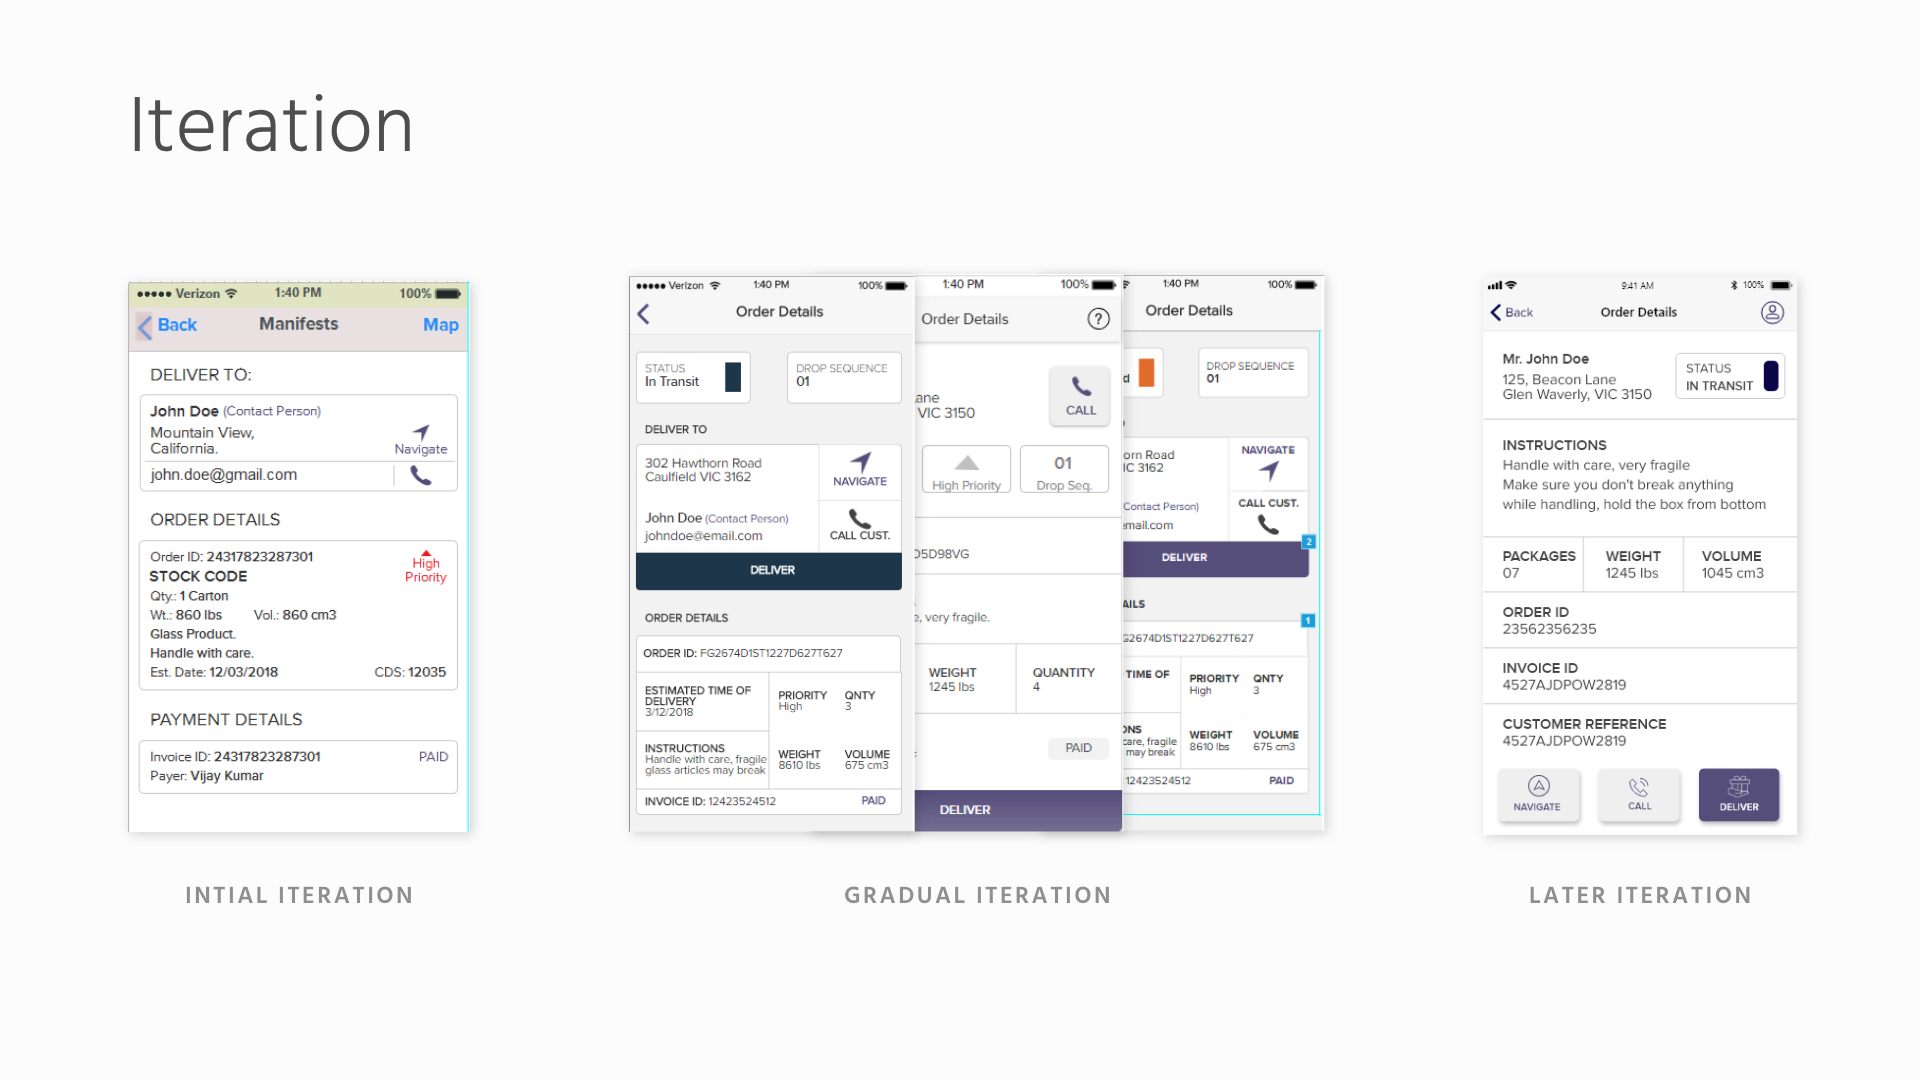 Iteration
Verizon 1:40 PM 100%
Back Manifests Map
DELIVER TO:
John Doe (Contact Person)
Mountain View,
California.
Navigate
john.doe@gmail.com
ORDER DETAILS
Order ID: 24317823287301
High
Priority
STOCK CODE
Qty.: 1 Carton
Wt.: 860 lbs Vol.: 860 cm3
Glass Product.
Handle with care.
Est. Date: 12/03/2018 CDS: 12035
PAYMENT DETAILS
Invoice ID: 24317823287301 PAID
Payer: Vijay Kumar
INTIAL ITERATION
Verizon 1:40 PM 100%
Order Details
STATUS
In Transit
DROP SEQUENCE
01
DELIVER TO
302 Hawthorn Road
Caulfield VIC 3162
NAVIGATE
John Doe (Contact Person)
johndoe@email.com
CALL CUST.
DELIVER
ORDER DETAILS
ORDER ID: FG2674D1ST1227D627T627
ESTIMATED TIME OF
DELIVERY
3/12/2018
PRIORITY
High
QNTY
3
INSTRUCTIONS
Handle with care, fragile
glass articles may break
WEIGHT
8610 lbs
VOLUME
675 cm3
INVOICE ID: 12423524512 PAID
1:40 PM 100%
Order Details ?
ane
VIC 3150
CALL
High Priority
01
Drop Seq.
D5D98VG
e, very fragile.
WEIGHT
1245 lbs
QUANTITY
4
PAID
DELIVER
1:40 PM 100%
Order Details
d
DROP SEQUENCE
01
orn Road
IC 3162
NAVIGATE
Contact Person)
email.com
CALL CUST.
2
DELIVER
AILS
1
G2674D1ST1227D627T627
TIME OF
PRIORITY
High
QNTY
3
ONS
care, fragile
may break
WEIGHT
8610 lbs
VOLUME
675 cm3
12423524512 PAID
GRADUAL ITERATION
9:41 AM 100%
Back Order Details
Mr. John Doe
125, Beacon Lane
Glen Waverly, VIC 3150
STATUS
IN TRANSIT
INSTRUCTIONS
Handle with care, very fragile
Make sure you don't break anything
while handling, hold the box from bottom
PACKAGES WEIGHT VOLUME
07 1245 lbs 1045 cm3
ORDER ID
23562356235
INVOICE ID
4527AJDPOW2819
CUSTOMER REFERENCE
4527AJDPOW2819
NAVIGATE CALL DELIVER
LATER ITERATION